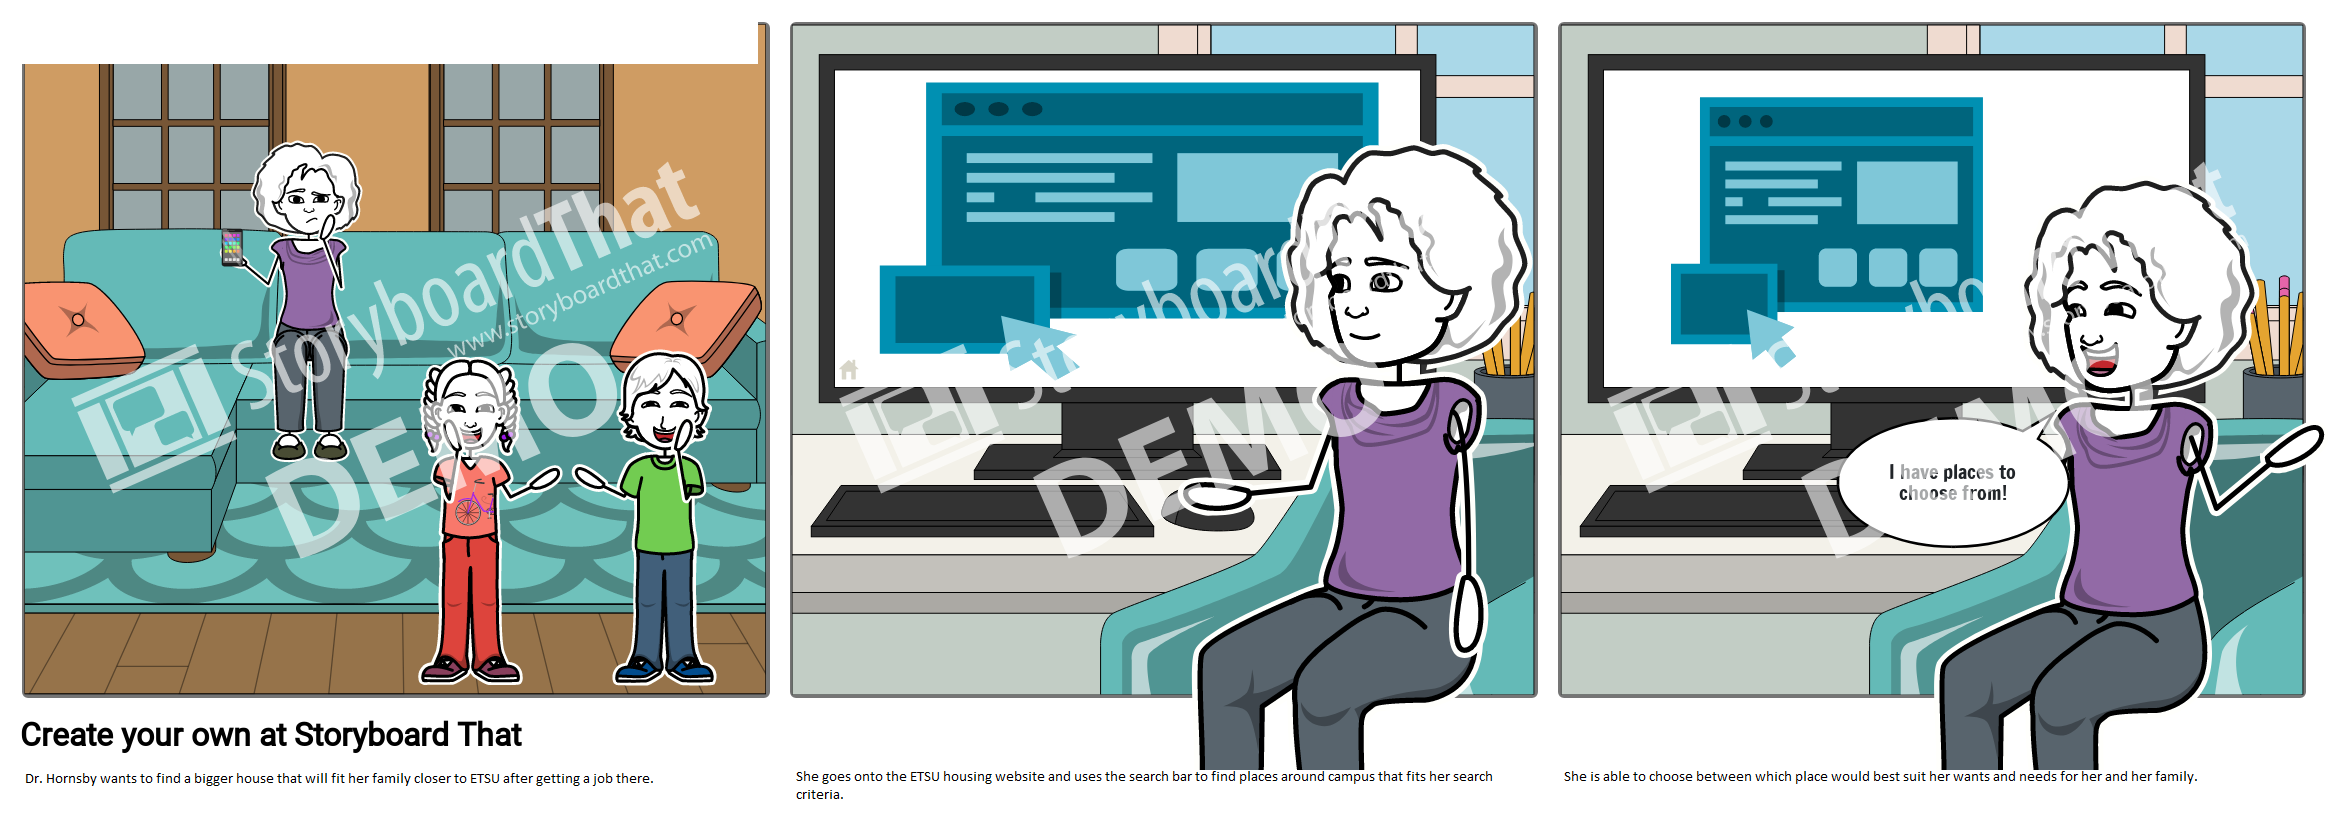 StoryboardThat
www.storyboardthat.com
DEMO
Storyboard
DEMO
I have places to
choose from!
Create your own at Storyboard That
Dr. Hornsby wants to find a bigger house that will fit her family closer to ETSU after getting a job there.
She goes onto the ETSU housing website and uses the search bar to find places around campus that fits her search
criteria.
She is able to choose between which place would best suit her wants and needs for her and her family.